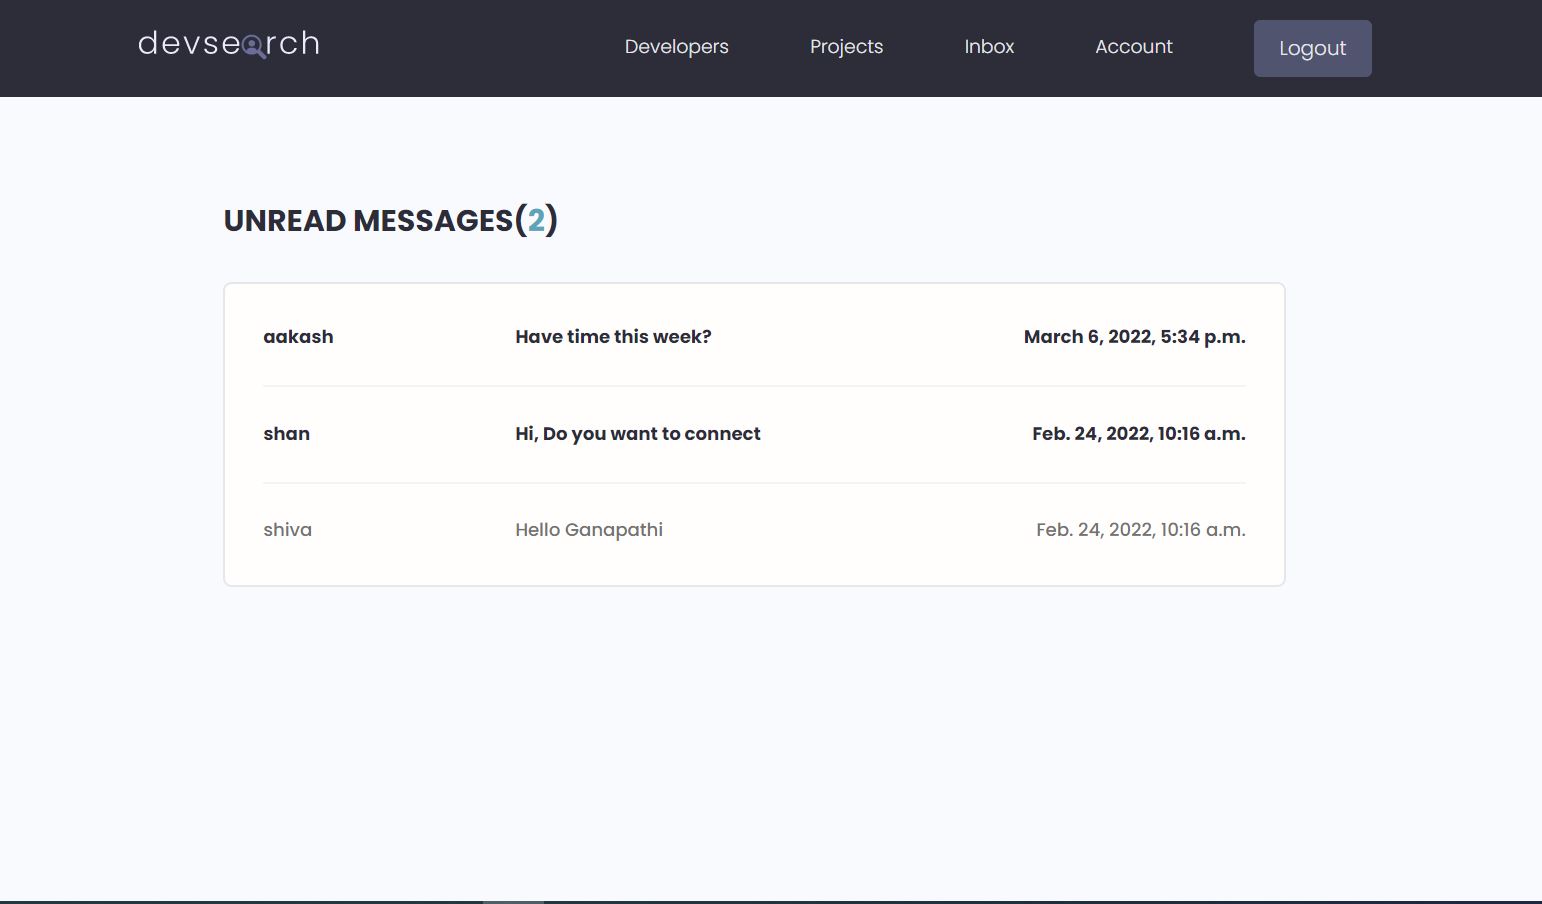 devsearch Developers Projects Inbox Account Logout
UNREAD MESSAGES(2)
aakash Have time this week? March 6, 2022, 5:34 p.m.
shan Hi, Do you want to connect Feb. 24, 2022, 10:16 a.m.
shiva Hello Ganapathi Feb. 24, 2022, 10:16 a.m.